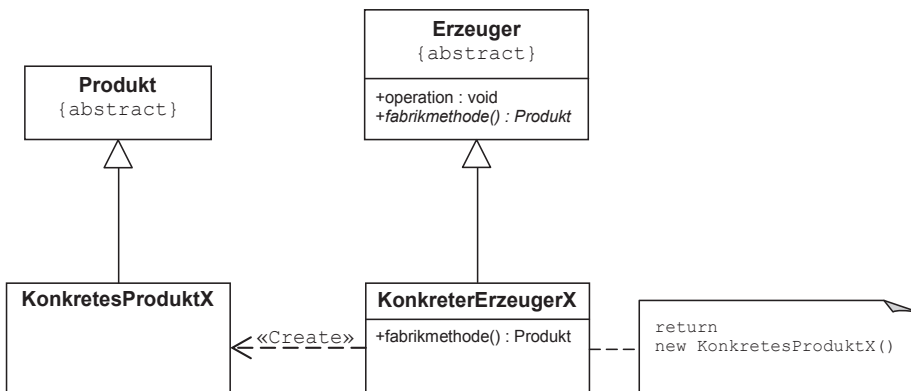 Erzeuger
{abstract}
Produkt
{abstract}
+operation : void
+fabrikmethode() : Produkt
KonkretesProduktX
KonkreterErzeugerX
«Create»
+fabrikmethode() : Produkt
return
new KonkretesProduktX()